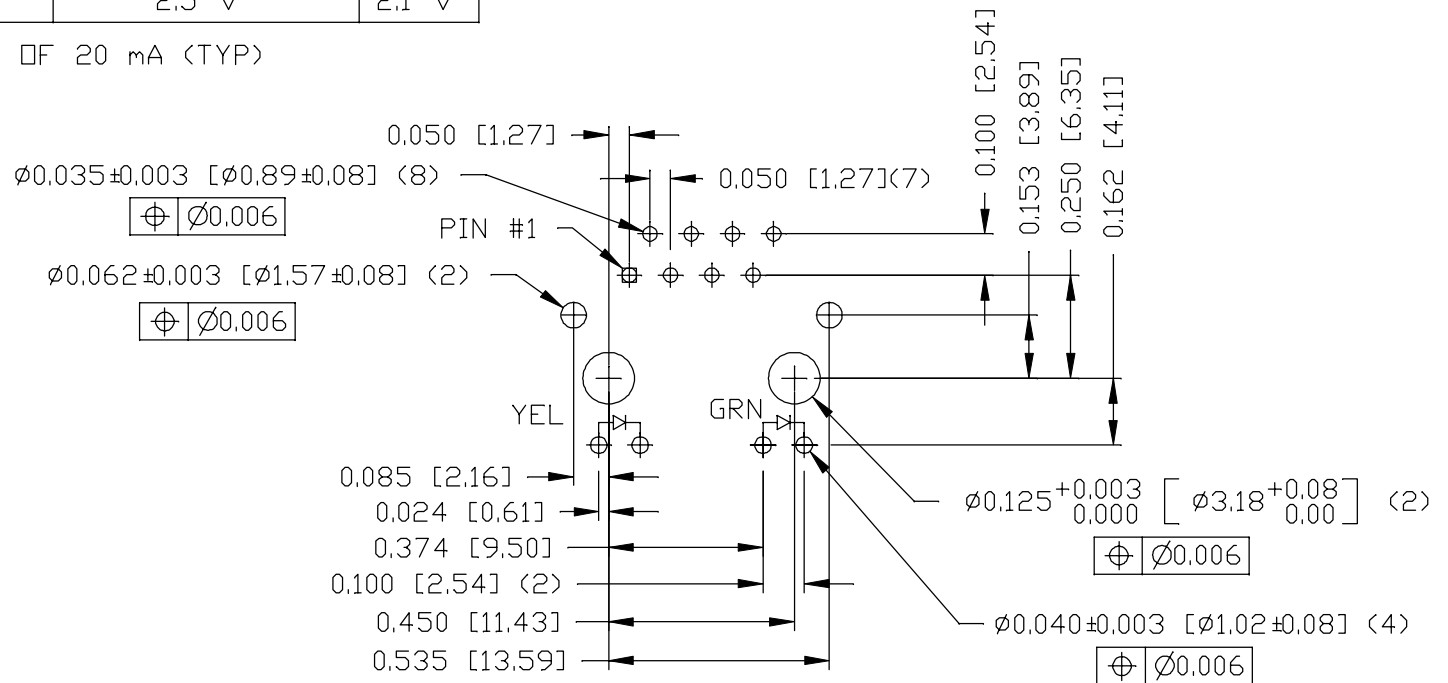 2.1 V
OF 20 mA (TYP)
0.100 [2.54]
0.153 [3.89]
0.250 [6.35]
0.162 [4.11]
0.050 [1.27]
Ø0.035±0.003 [Ø0.89±0.08] (8)
0.050 [1.27](7)
Ø0.006
PIN #1
Ø0.062±0.003 [Ø1.57±0.08] (2)
Ø0.006
YEL
GRN
0.085 [2.16]
0.024 [0.61]
Ø0.125 +0.003 0.000 [ Ø3.18 +0.08 0.00 ] (2)
0.374 [9.50]
Ø0.006
0.100 [2.54] (2)
0.450 [11.43]
Ø0.040±0.003 [Ø1.02±0.08] (4)
0.535 [13.59]
Ø0.006